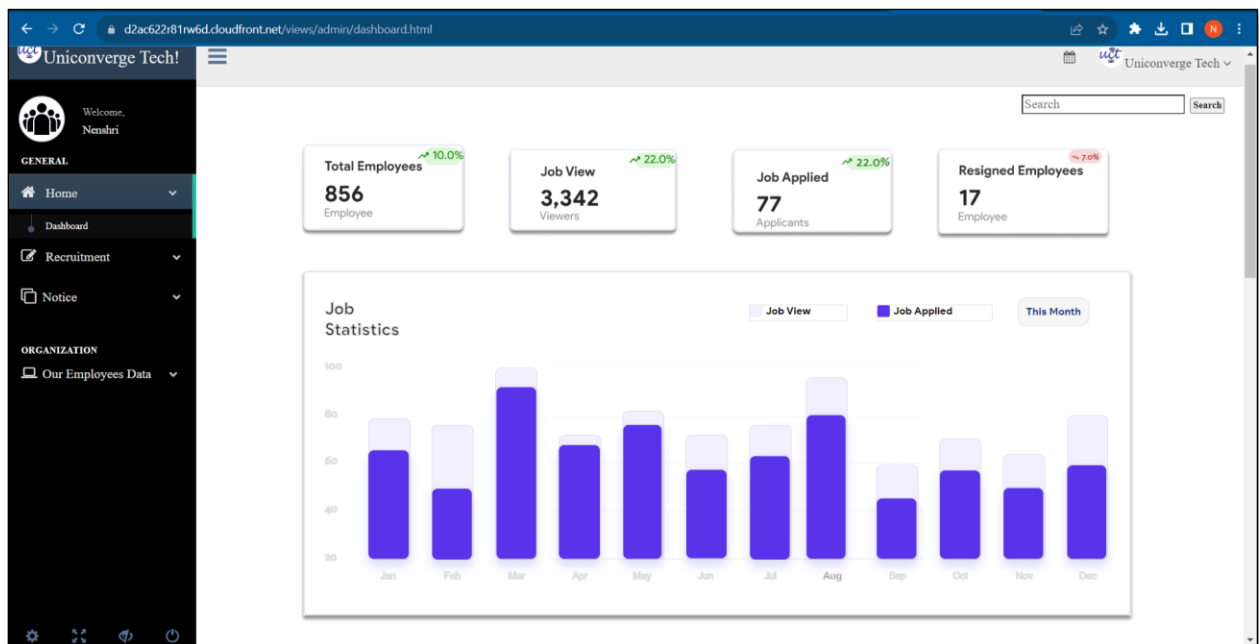 d2ac622r81rw6d.cloudfront.net/views/admin/dashboard.html
N
uct Uniconverge Tech!
uct Uniconverge Tech
Welcome,
Nenshri
Search Search
GENERAL
Home
Dashboard
Recruitment
Notice
ORGANIZATION
Our Employees Data
Total Employees 10.0%
856
Employee
Job View 22.0%
3,342
Viewers
Job Applied 22.0%
77
Applicants
Resigned Employees 7.0%
17
Employee
Job
Statistics
Job View Job Applied This Month
100
80
60
40
20
Jan Feb Mar Apr May Jun Jul Aug Sep Oct Nov Dec